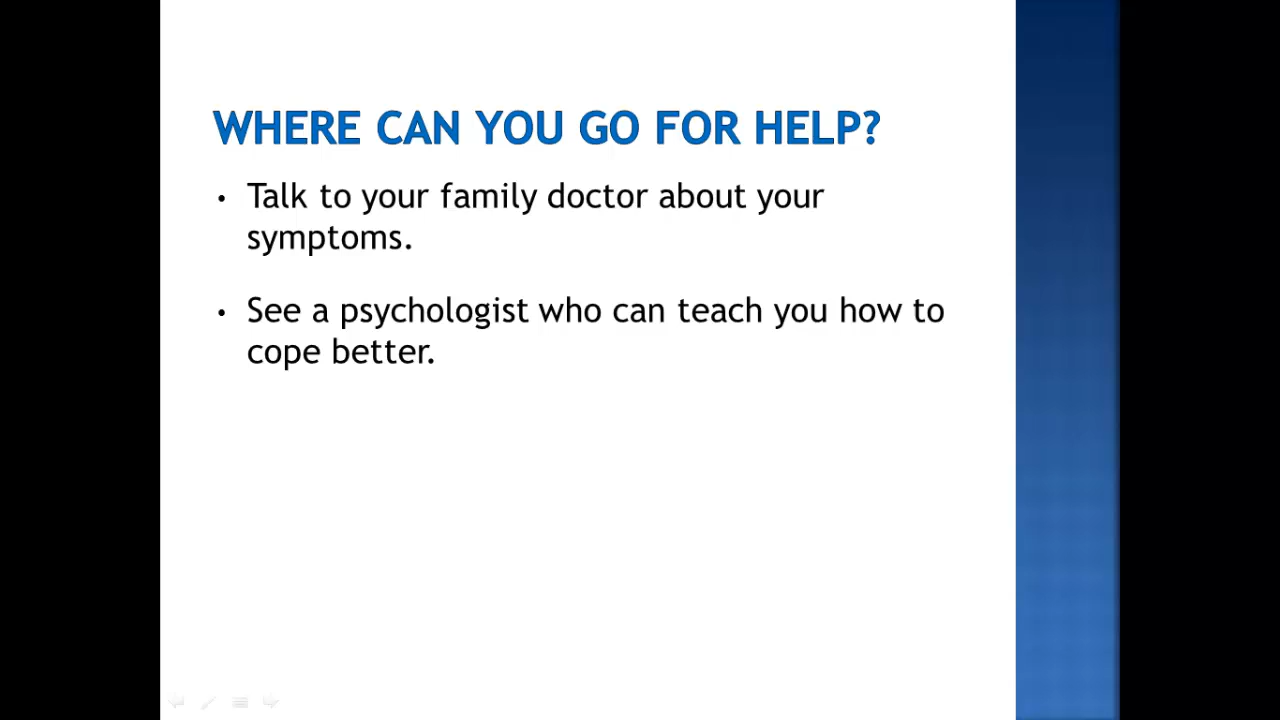 WHERE CAN YOU GO FOR HELP?
• Talk to your family doctor about your
symptoms.
• See a psychologist who can teach you how to
cope better.